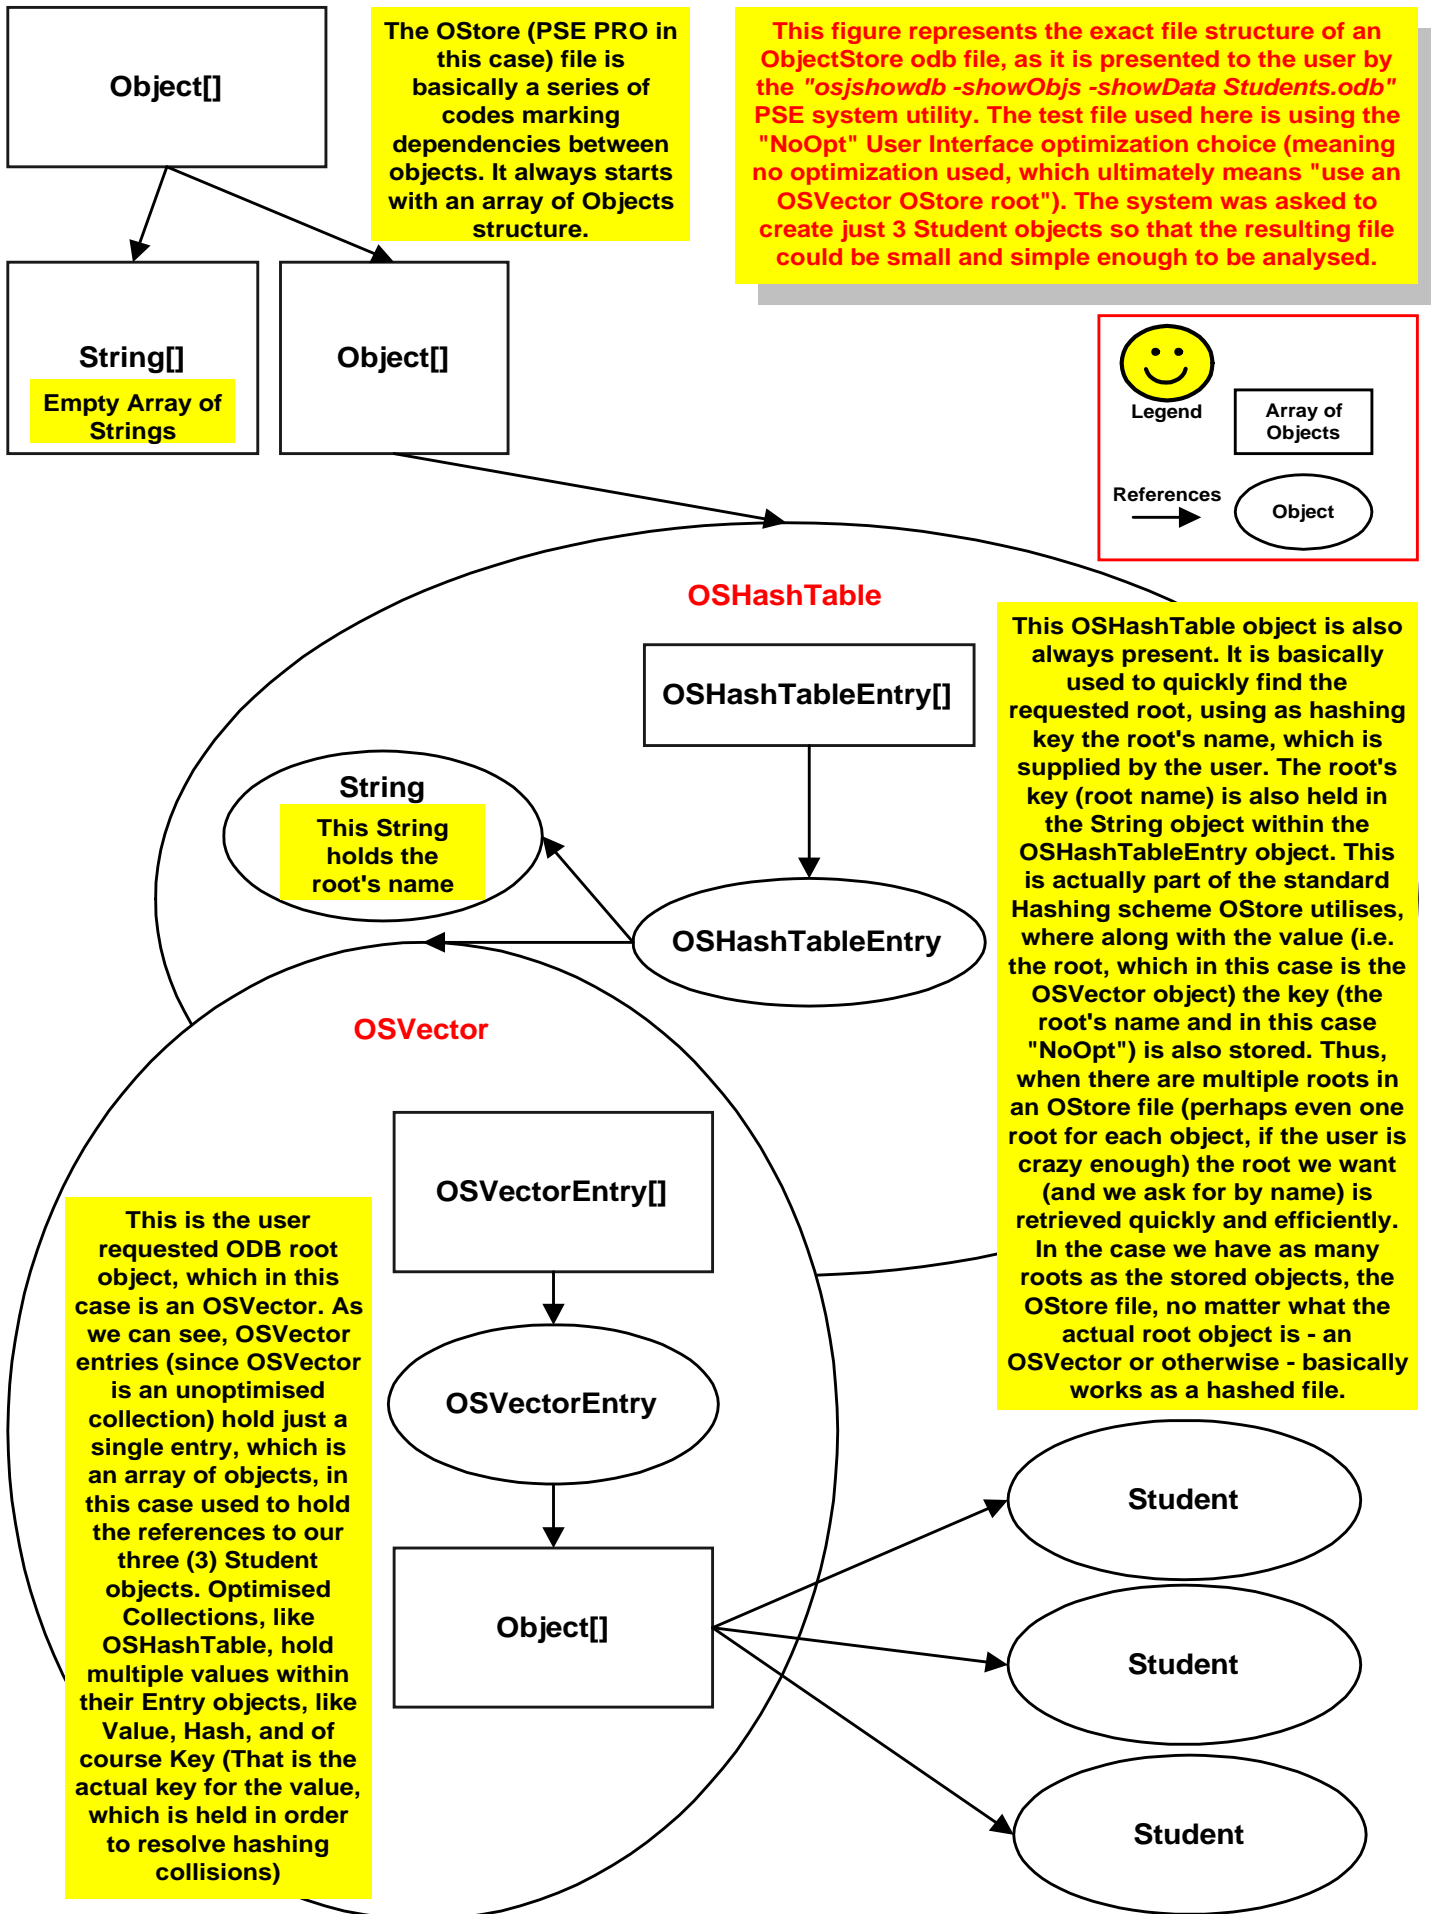 Object[]
The OStore (PSE PRO in
this case) file is
basically a series of
codes marking
dependencies between
objects. It always starts
with an array of Objects
structure.
This figure represents the exact file structure of an
ObjectStore odb file, as it is presented to the user by
the "osjshowdb -showObjs -showData Students.odb"
PSE system utility. The test file used here is using the
"NoOpt" User Interface optimization choice (meaning
no optimization used, which ultimately means "use an
OSVector OStore root"). The system was asked to
create just 3 Student objects so that the resulting file
could be small and simple enough to be analysed.
String[]
Empty Array of
Strings
Object[]
Legend
Array of
Objects
References
Object
OSHashTable
OSHashTableEntry[]
String
This String
holds the
root's name
OSHashTableEntry
This OSHashTable object is also
always present. It is basically
used to quickly find the
requested root, using as hashing
key the root's name, which is
supplied by the user. The root's
key (root name) is also held in
the String object within the
OSHashTableEntry object. This
is actually part of the standard
Hashing scheme OStore utilises,
where along with the value (i.e.
the root, which in this case is the
OSVector object) the key (the
root's name and in this case
"NoOpt") is also stored. Thus,
when there are multiple roots in
an OStore file (perhaps even one
root for each object, if the user is
crazy enough) the root we want
(and we ask for by name) is
retrieved quickly and efficiently.
In the case we have as many
roots as the stored objects, the
OStore file, no matter what the
actual root object is - an
OSVector or otherwise - basically
works as a hashed file.
OSVector
OSVectorEntry[]
OSVectorEntry
Object[]
This is the user
requested ODB root
object, which in this
case is an OSVector. As
we can see, OSVector
entries (since OSVector
is an unoptimised
collection) hold just a
single entry, which is
an array of objects, in
this case used to hold
the references to our
three (3) Student
objects. Optimised
Collections, like
OSHashTable, hold
multiple values within
their Entry objects, like
Value, Hash, and of
course Key (That is the
actual key for the value,
which is held in order
to resolve hashing
collisions)
Student
Student
Student